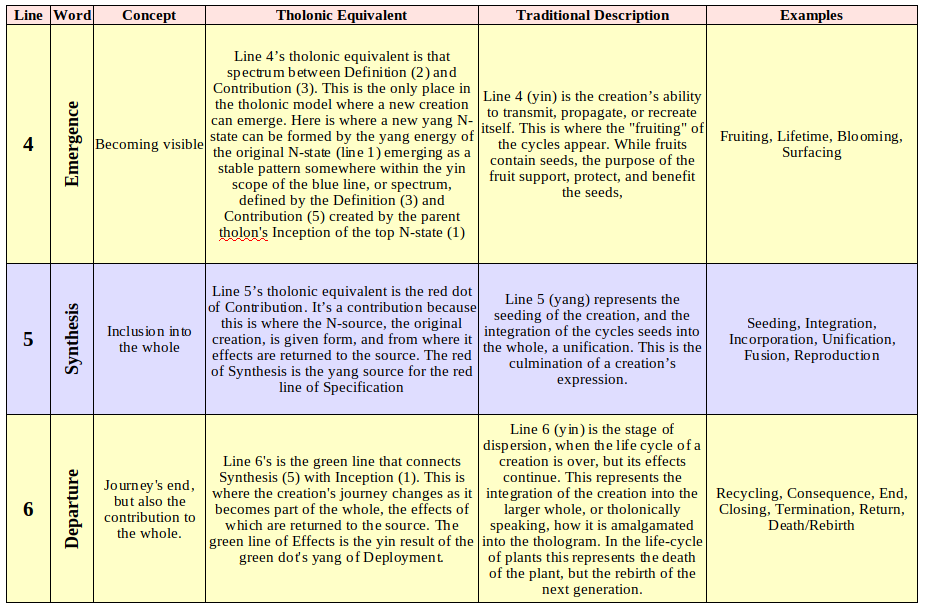 Line Word Concept Tholonic Equivalent Traditional Description Examples
4
Emergence
Becoming visible
Line 4's tholonic equivalent is that
spectrum between Definition (2) and
Contribution (3). This is the only place in
the tholonic model where a new creation
can emerge. Here is where a new yang N-
state can be formed by the yang energy of
the original N-state (line 1) emerging as a
stable pattern somewhere within the yin
scope of the blue line, or spectrum,
defined by the Definition (3) and
Contribution (5) created by the parent
tholon's Inception of the top N-state (1)
Line 4 (yin) is the creation's ability
to transmit, propagate, or recreate
itself. This is where the "fruiting" of
the cycles appear. While fruits
contain seeds, the purpose of the
fruit support, protect, and benefit
the seeds,
Fruiting, Lifetime, Blooming,
Surfacing
5
Synthesis
Inclusion into
the whole
Line 5's tholonic equivalent is the red dot
of Contribution. It's a contribution because
this is where the N-source, the original
creation, is given form, and from where it
effects are returned to the source. The red
of Synthesis is the yang source for the red
line of Specification
Line 5 (yang) represents the
seeding of the creation, and the
integration of the cycles seeds into
the whole, a unification. This is the
culmination of a creation's
expression.
Seeding, Integration,
Incorporation, Unification,
Fusion, Reproduction
6
Departure
Journey's end,
but also the
contribution to
the whole.
Line 6's is the green line that connects
Synthesis (5) with Inception (1). This is
where the creation's journey changes as it
becomes part of the whole, the effects of
which are returned to the source. The
green line of Effects is the yin result of the
green dot's yang of Deployment.
Line 6 (yin) is the stage of
dispersion, when the life cycle of a
creation is over, but its effects
continue. This represents the
integration of the creation into the
larger whole, or tholonically
speaking, how it is amalgamated
into the thologram. In the life-cycle
of plants this represents the death
of the plant, but the rebirth of the
next generation.
Recycling, Consequence, End,
Closing, Termination, Return,
Death/Rebirth